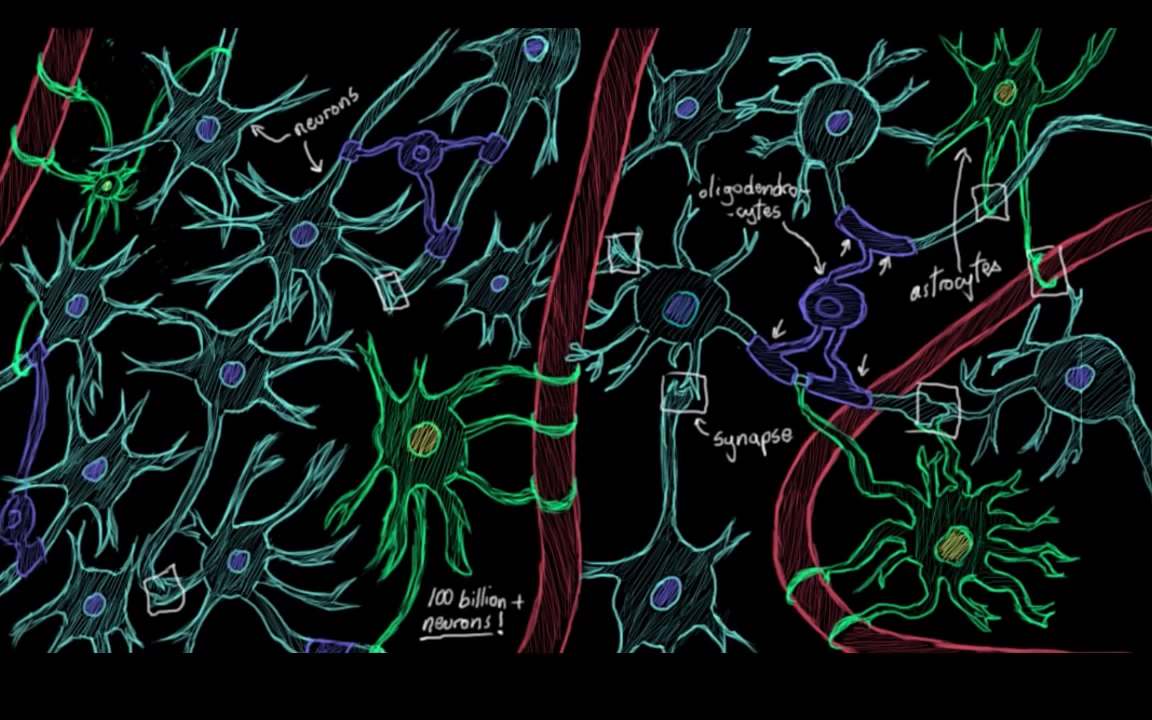 neurons
oligodendro-
-cytes
astrocytes
synapse
100 billion +
neurons!